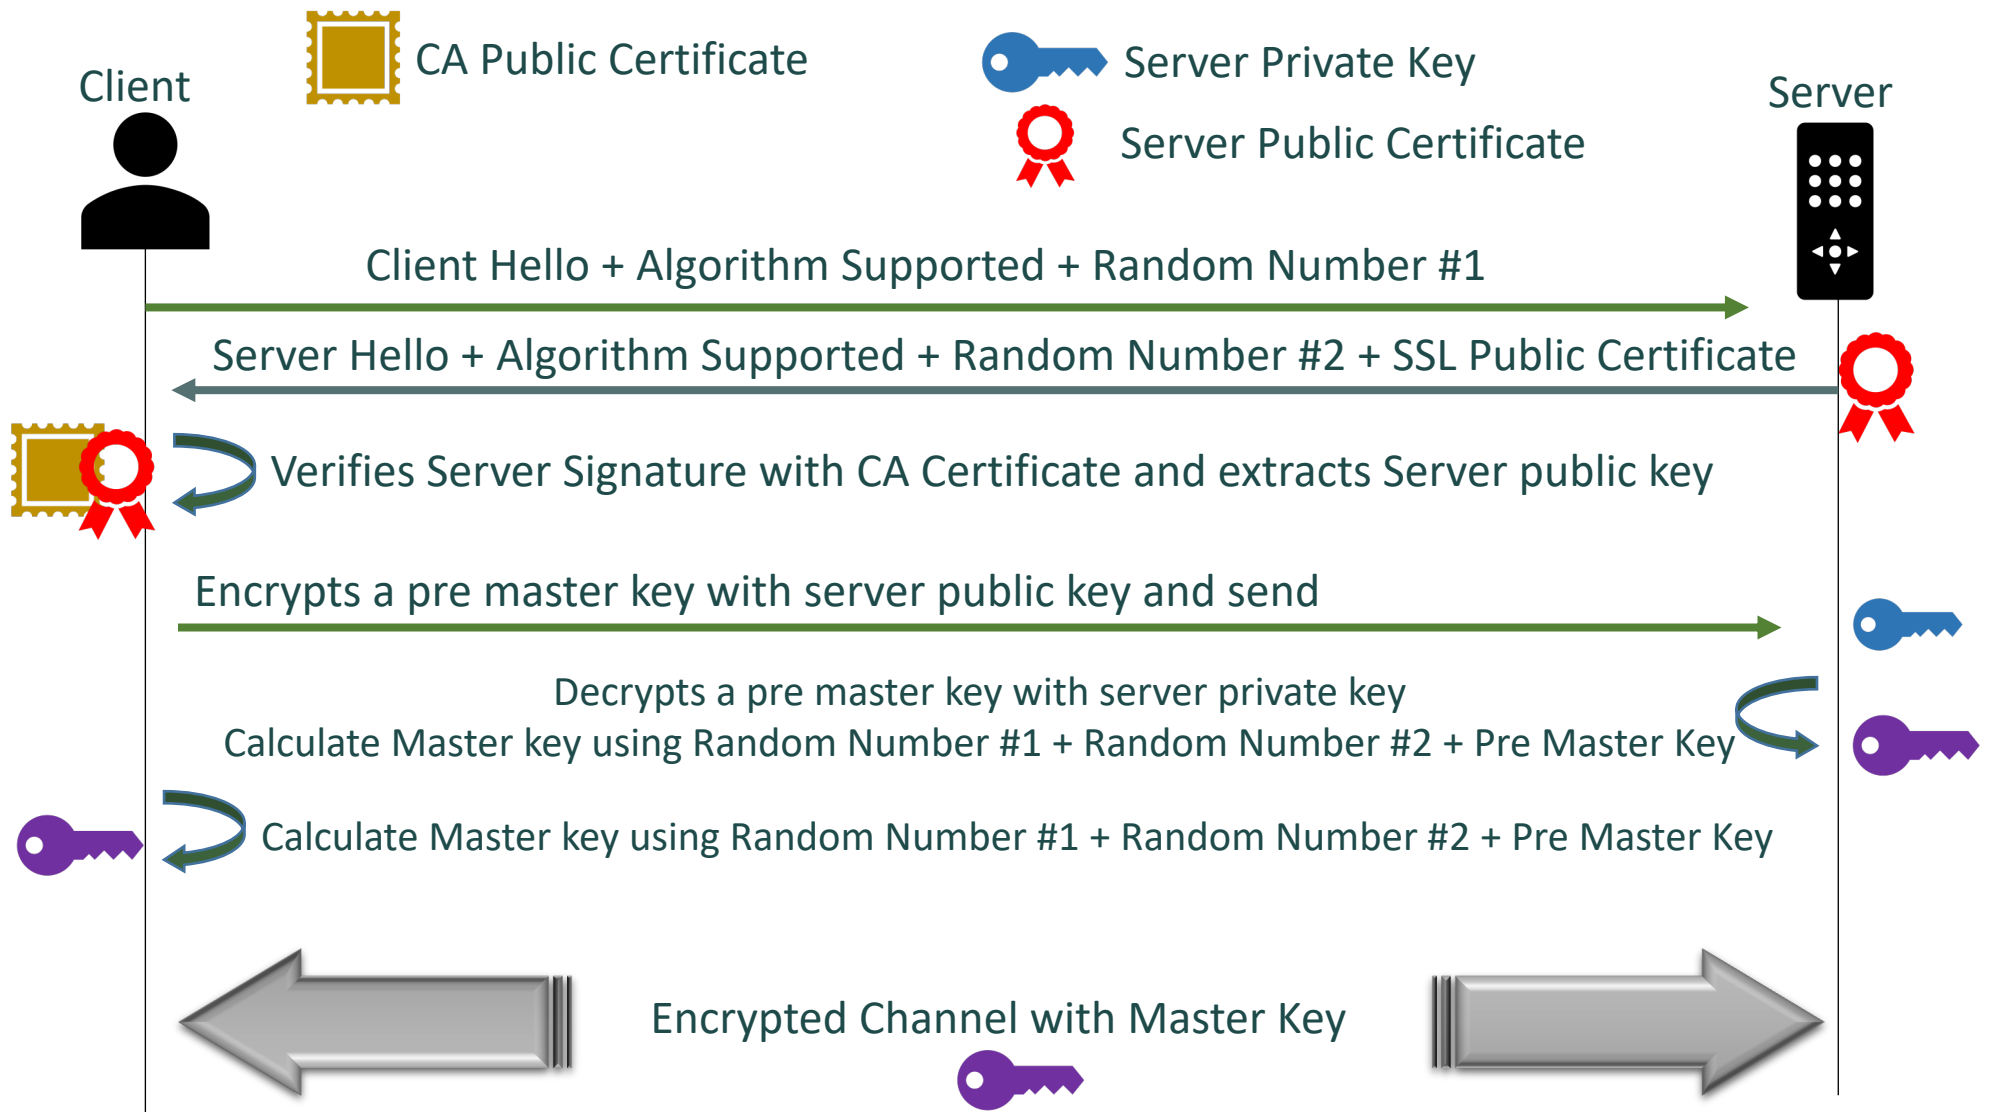 CA Public Certificate
Server Private Key
Client
Server
Server Public Certificate
Client Hello + Algorithm Supported + Random Number #1
Server Hello + Algorithm Supported + Random Number #2 + SSL Public Certificate
Verifies Server Signature with CA Certificate and extracts Server public key
Encrypts a pre master key with server public key and send
Decrypts a pre master key with server private key
Calculate Master key using Random Number #1 + Random Number #2 + Pre Master Key
Calculate Master key using Random Number #1 + Random Number #2 + Pre Master Key
Encrypted Channel with Master Key